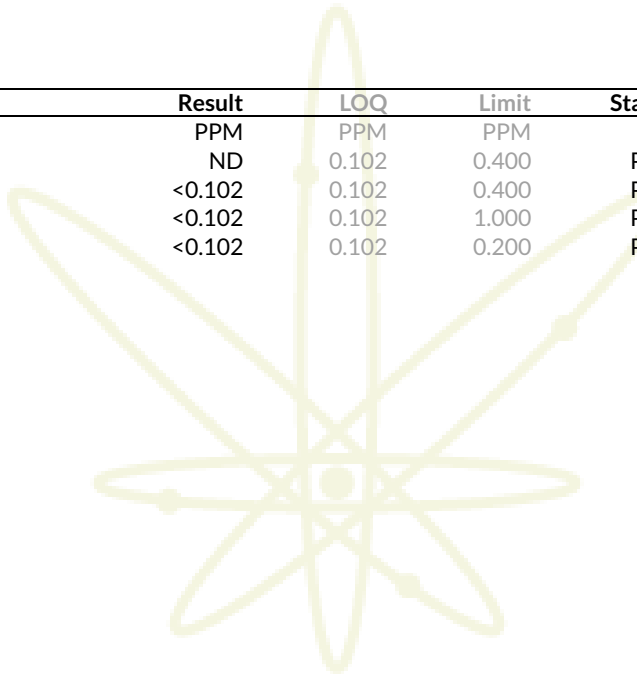 Result LOQ Limit Sta
PPM PPM PPM
ND 0.102 0.400 P
<0.102 0.102 0.400 P
<0.102 0.102 1.000 P
<0.102 0.102 0.200 P